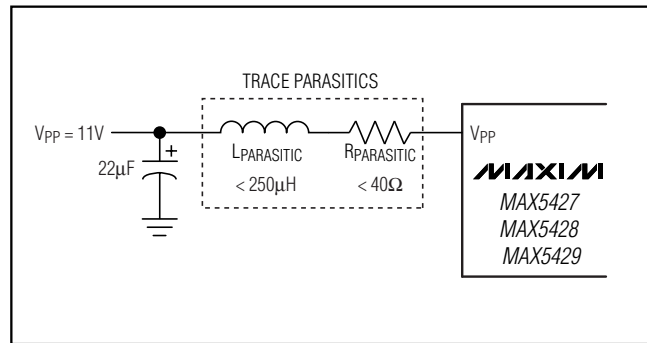 TRACE PARASITICS
VPP = 11V
22µF
+
LPARASITIC
< 250µH
RPARASITIC
< 40Ω
VPP
MAXIM
MAX5427
MAX5428
MAX5429